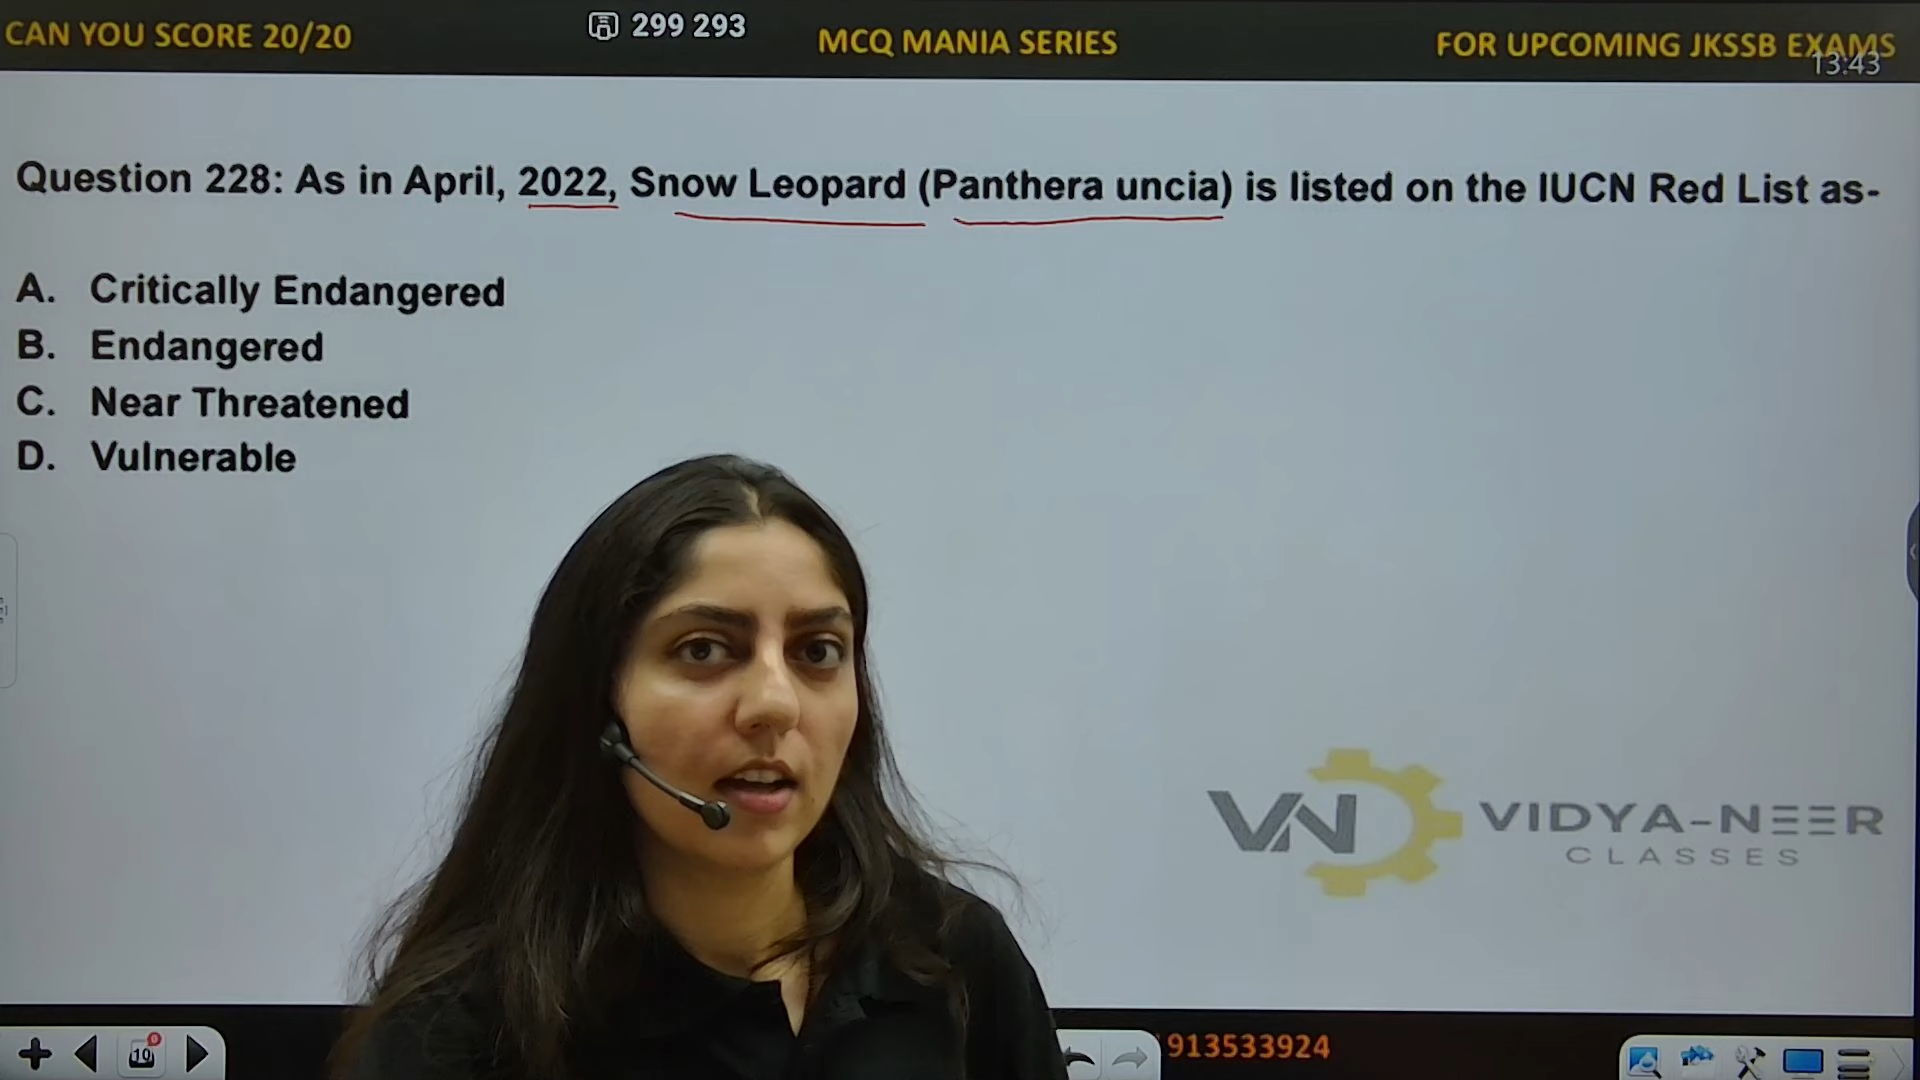 CAN YOU SCORE 20/20
299 293
MCQ MANIA SERIES
FOR UPCOMING JKSSB EXAMS
13:43
Question 228: As in April, 2022, Snow Leopard (Panthera uncia) is listed on the IUCN Red List as-
A. Critically Endangered
B. Endangered
C. Near Threatened
D. Vulnerable
VN
VIDYA-NEER
CLASSES
10
913533924